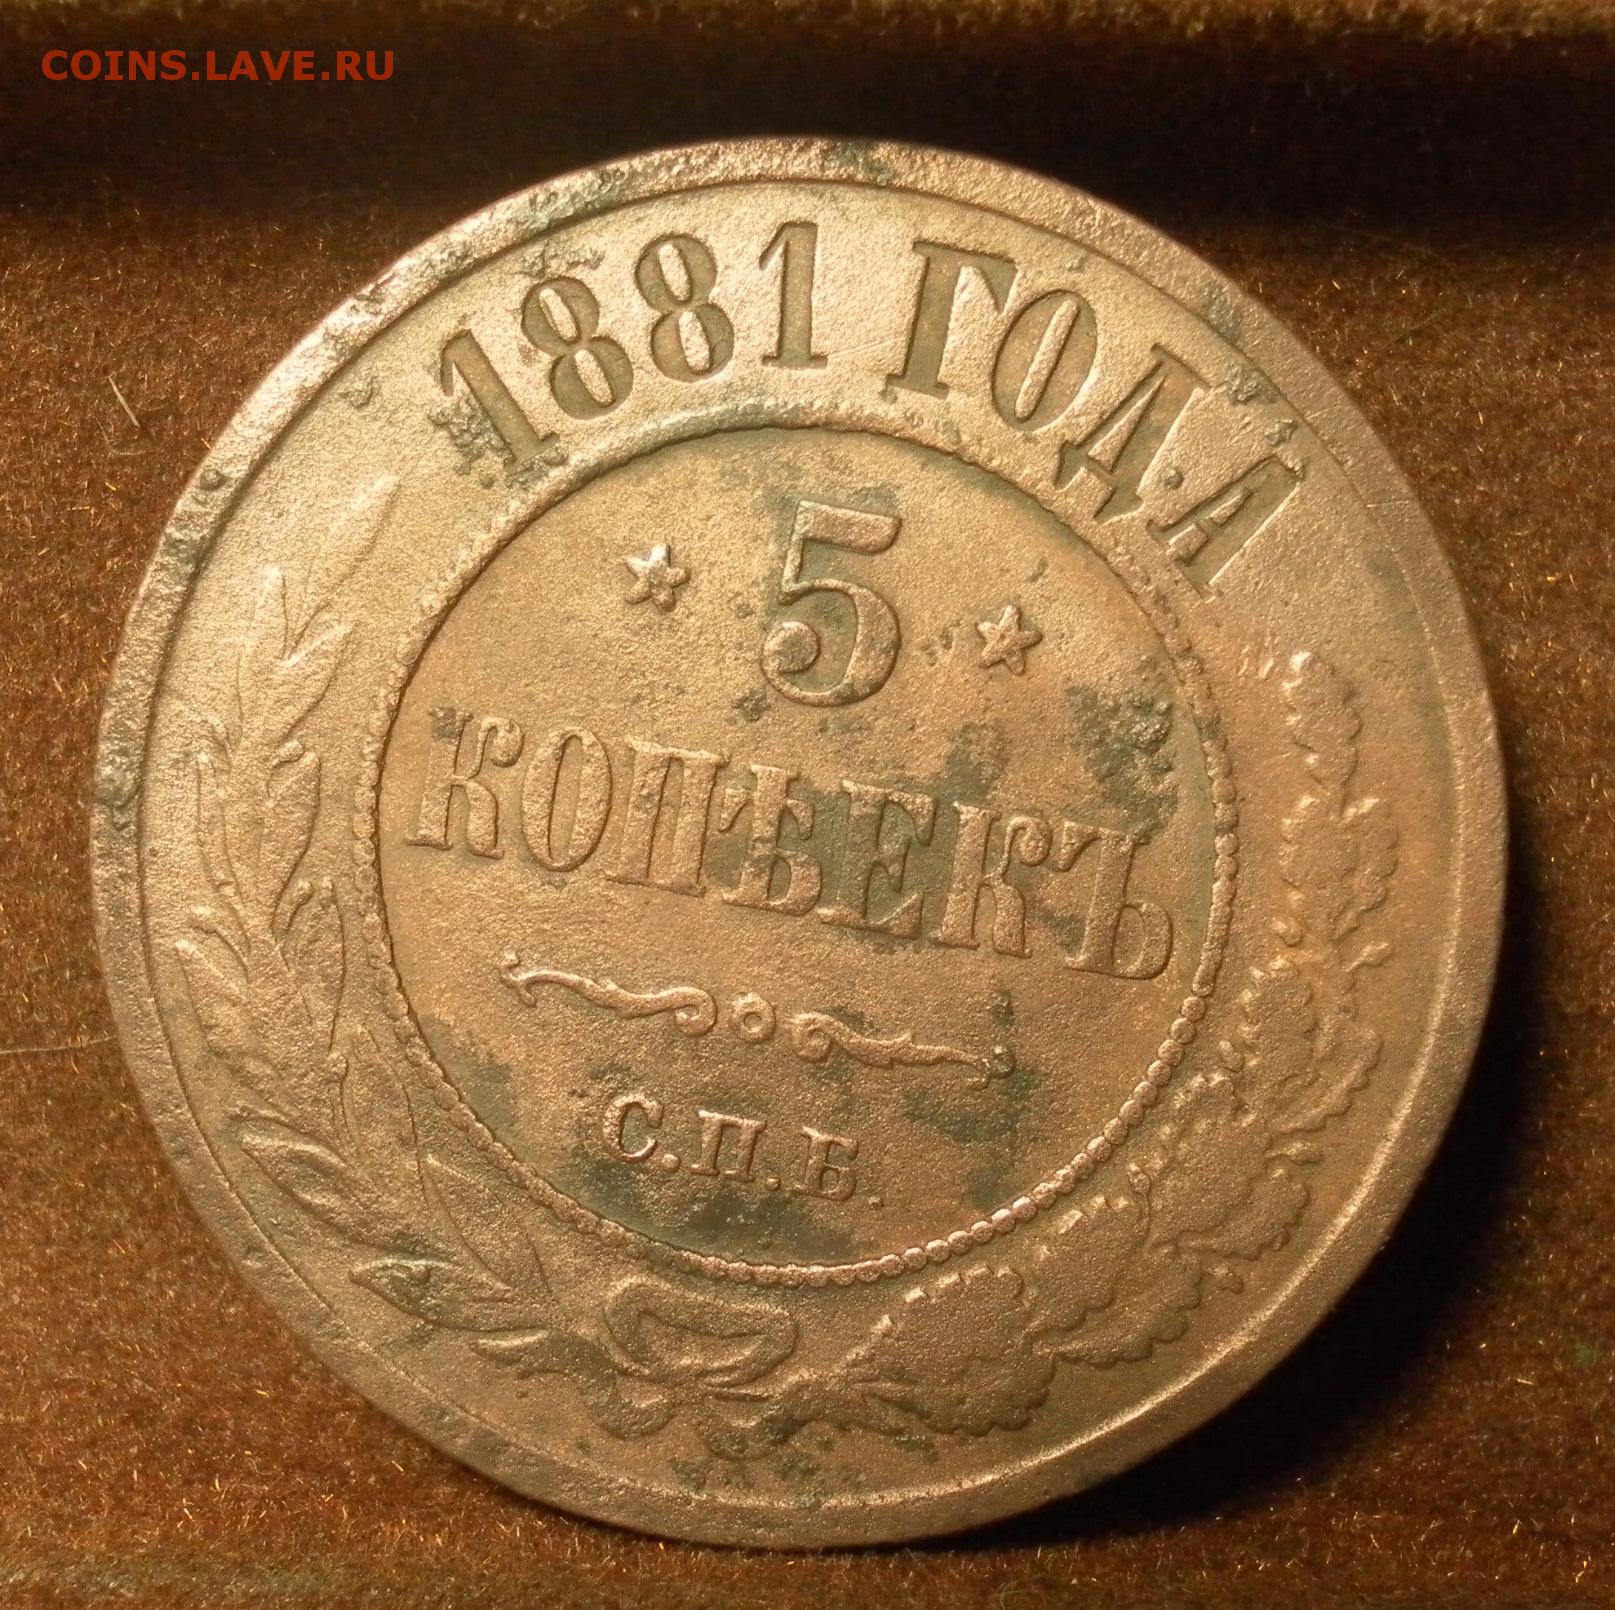 COINS.LAVE.RU
1881 ГОДА
5
КОПѢЕКЪ
С.П.Б.